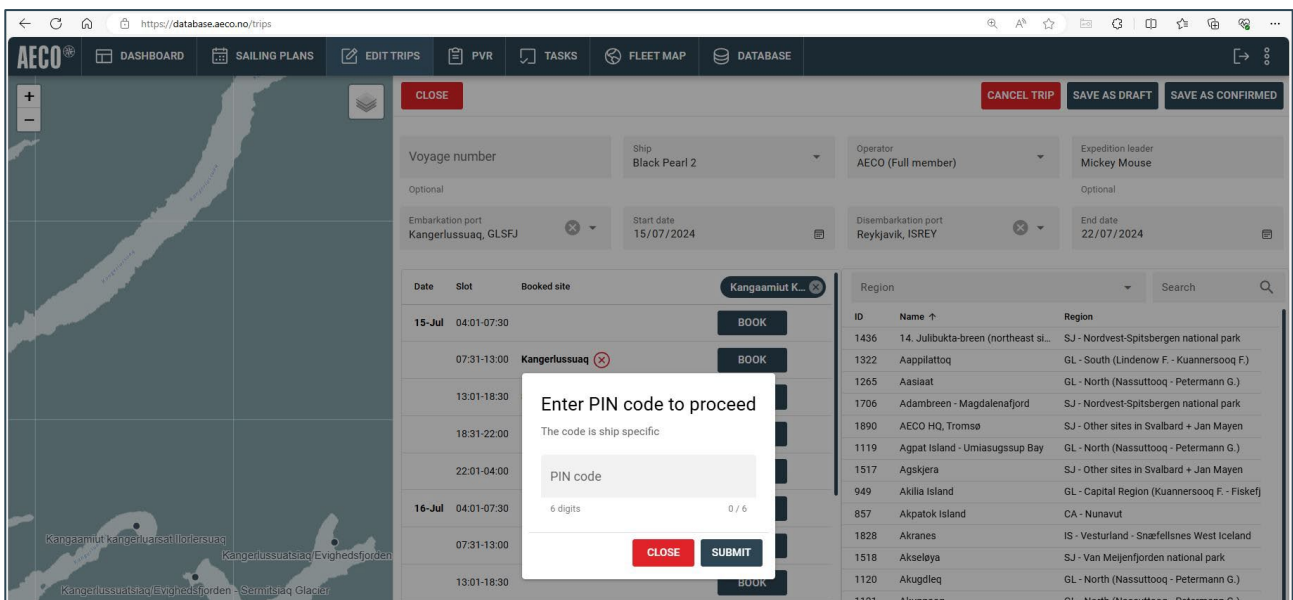 https://database.aeco.no/trips
AECO DASHBOARD SAILING PLANS EDIT TRIPS PVR TASKS FLEET MAP DATABASE
CLOSE CANCEL TRIP SAVE AS DRAFT SAVE AS CONFIRMED
Voyage number
Optional
Ship
Black Pearl 2
Operator
AECO (Full member)
Expedition leader
Mickey Mouse
Optional
Embarkation port
Kangerlussuaq, GLSFJ
Start date
15/07/2024
Disembarkation port
Reykjavik, ISREY
End date
22/07/2024
Date Slot Booked site Kangaamiut K...
15-Jul 04:01-07:30 BOOK
07:31-13:00 Kangerlussuaq BOOK
13:01-18:30
18:31-22:00
22:01-04:00
16-Jul 04:01-07:30
07:31-13:00
13:01-18:30 BOOK
Enter PIN code to proceed
The code is ship specific
PIN code
6 digits 0 / 6
CLOSE SUBMIT
Region Search
ID Name ↑ Region
1436 14. Julibukta-breen (northeast si... SJ - Nordvest-Spitsbergen national park
1322 Aappilattoq GL - South (Lindenow F. - Kuannersooq F.)
1265 Aasiaat GL - North (Nassuttooq - Petermann G.)
1706 Adambreen - Magdalenafjord SJ - Nordvest-Spitsbergen national park
1890 AECO HQ, Tromsø SJ - Other sites in Svalbard + Jan Mayen
1119 Agpat Island - Umiasugssup Bay GL - North (Nassuttooq - Petermann G.)
1517 Agskjera SJ - Other sites in Svalbard + Jan Mayen
949 Akilia Island GL - Capital Region (Kuannersooq F. - Fiskefj
857 Akpatok Island CA - Nunavut
1828 Akranes IS - Vesturland - Snæfellsnes West Iceland
1518 Akseløya SJ - Van Meijenfjorden national park
1120 Akugdleq GL - North (Nassuttooq - Petermann G.)
Kangaamiut kangerluarsat Ilorlersuaq
Kangerlussuatsiaq/Evighedsfjorden
Kangerlussuatsiaq/Evighedsfjorden - Sermitsiaq Glacier